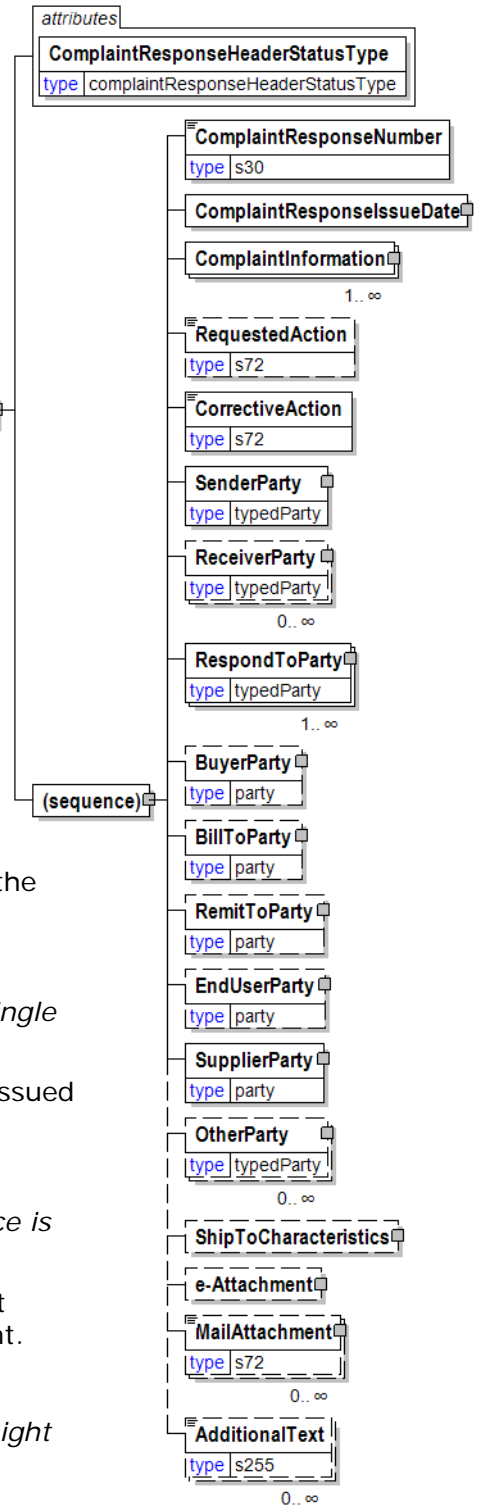 attributes
ComplaintResponseHeaderStatusType
type complaintResponseHeaderStatusType
ComplaintResponseNumber
type s30
ComplaintResponseIssueDate
ComplaintInformation
1.. ∞
RequestedAction
type s72
CorrectiveAction
type s72
SenderParty
type typedParty
ReceiverParty
type typedParty
0.. ∞
RespondToParty
type typedParty
1.. ∞
BuyerParty
type party
(sequence)
BillToParty
type party
the
RemitToParty
type party
EndUserParty
type party
ingle
SupplierParty
type party
ssued
OtherParty
type typedParty
0.. ∞
ce is
ShipToCharacteristics
e-Attachment
t
MailAttachment
type s72
nt.
0.. ∞
ight
AdditionalText
type s255
0.. ∞